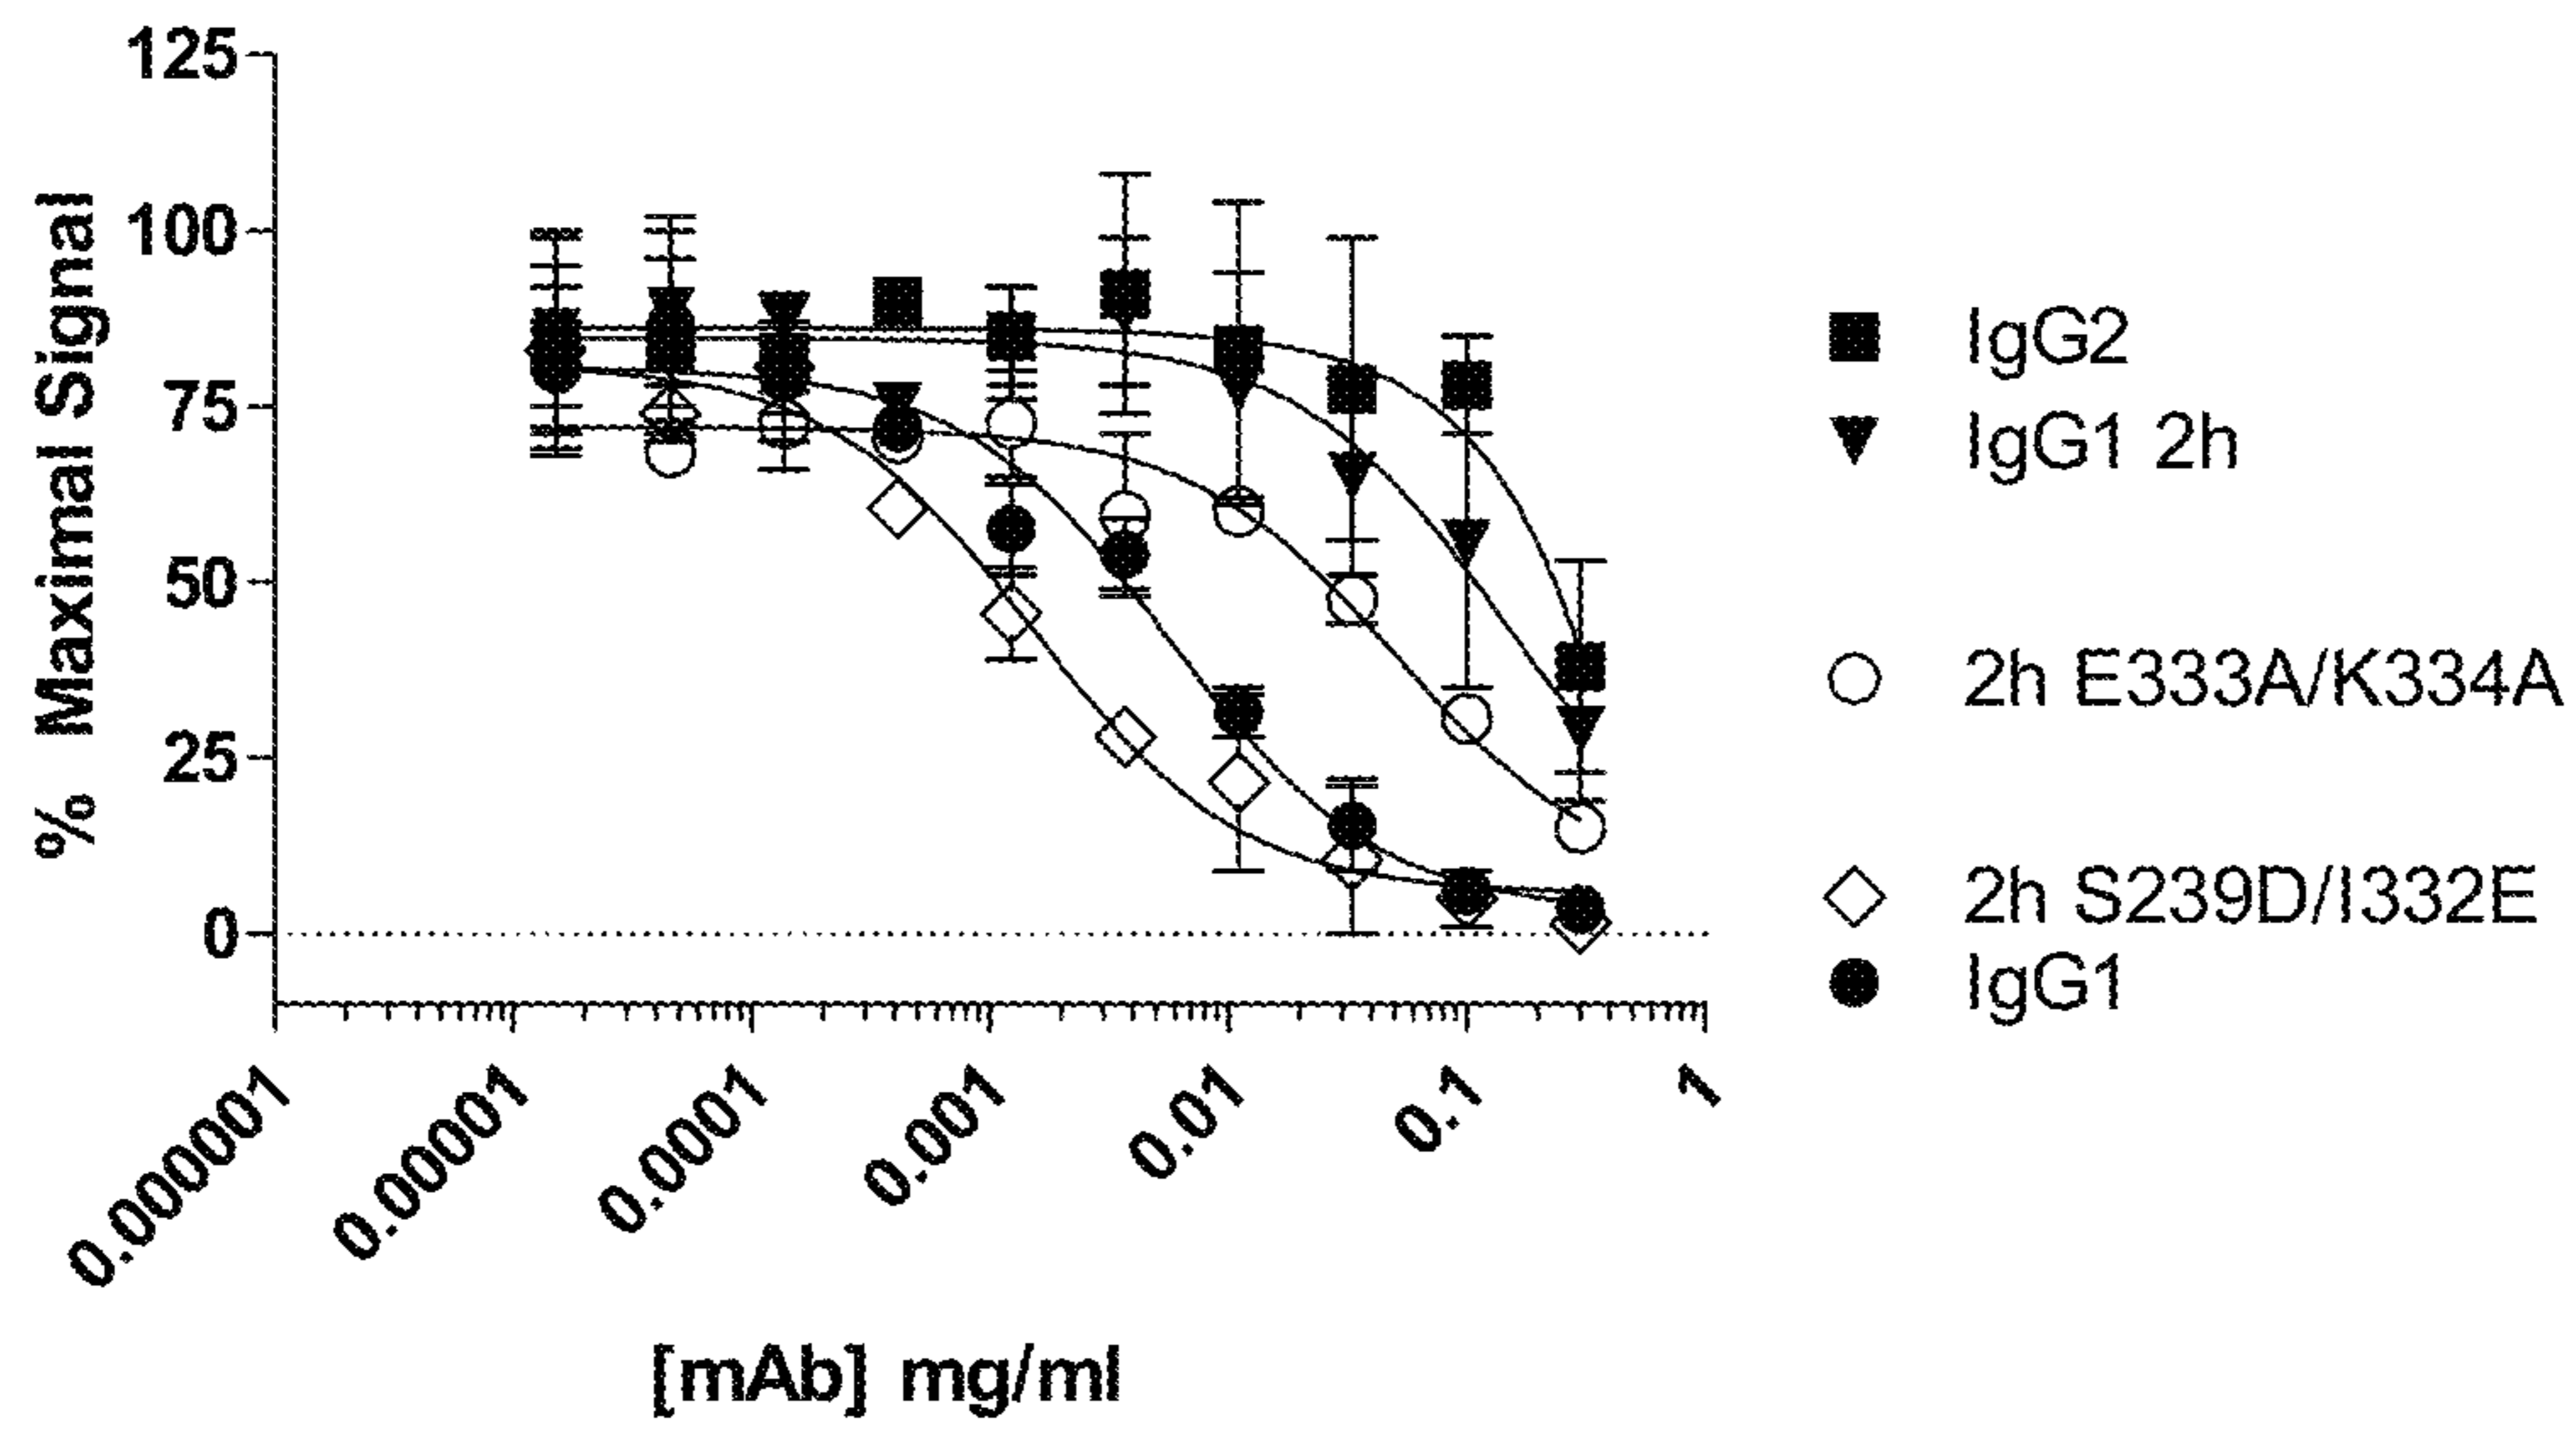 % Maximal Signal
125
100
75
50
25
0
0.000001
0.00001
0.0001
0.001
0.01
0.1
1
[mAb] mg/ml
IgG2
IgG1 2h
2h E333A/K334A
2h S239D/I332E
IgG1